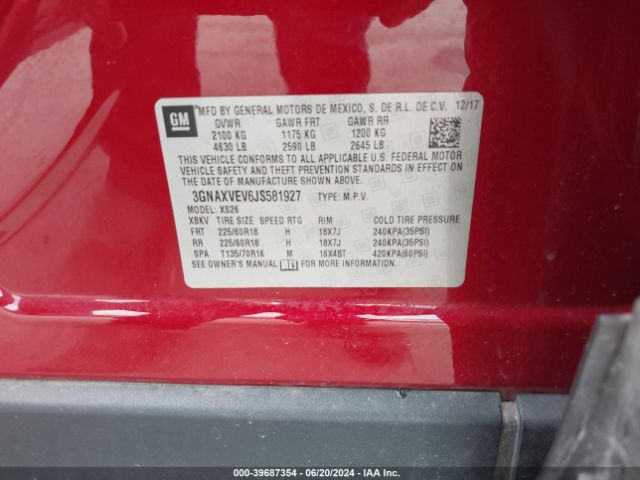 GM
MFD BY GENERAL MOTORS DE MEXICO, S. DE R.L. DE C.V. 12/17
GVWR GAWR FRT GAWR RR
2100 KG 1175 KG 1200 KG
4630 LB 2590 LB 2645 LB
THIS VEHICLE CONFORMS TO ALL APPLICABLE U.S. FEDERAL MOTOR
VEHICLE SAFETY AND THEFT PREVENTION STANDARDS IN EFFECT ON
THE DATE OF MANUFACTURE SHOWN ABOVE.
3GNAXVEV6JS581927 TYPE: M.P.V.
MODEL: XS26
XBKV TIRE SIZE SPEED RTG RIM COLD TIRE PRESSURE
FRT 225/60R18 H 18X7J 240KPA(35PSI)
RR 225/60R18 H 18X7J 240KPA(35PSI)
SPA T135/70R16 M 16X4BT 420KPA(60PSI)
SEE OWNER'S MANUAL FOR MORE INFORMATION.
000-39687354 | 06/20/2024 | IAA Inc.